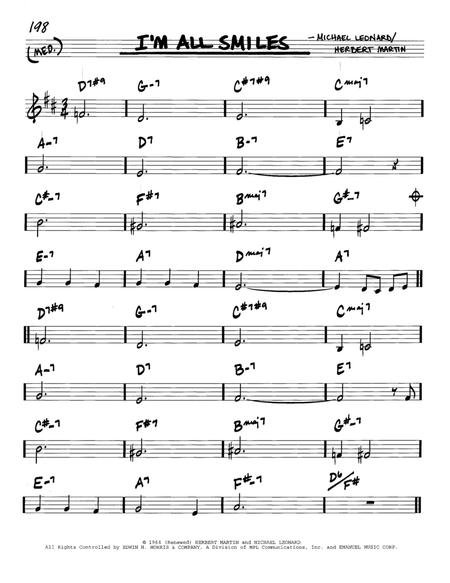 198
(MED.)
I'M ALL SMILES
- MICHAEL LEONARD/
HERBERT MARTIN
D7#9 G-7 C#7#9 Cmaj7
A-7 D7 B-7 E7
C#-7 F#7 Bmaj7 G#-7
E-7 A7 Dmaj7 A7
D7#9 G-7 C#7#9 Cmaj7
A-7 D7 B-7 E7
C#-7 F#7 Bmaj7 G#-7
E-7 A7 F#-7 D6/F#
© 1964 (Renewed) HERBERT MARTIN and MICHAEL LEONARD
All Rights Controlled by EDWIN H. MORRIS & COMPANY, A Division of MPL Communications, Inc. and EMANUEL MUSIC CORP.